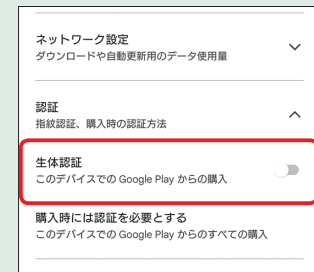 ネットワーク設定
ダウンロードや自動更新用のデータ使用量
認証
指紋認証、購入時の認証方法
生体認証
このデバイスでの Google Play からの購入
購入時には認証を必要とする
このデバイスでの Google Play からのすべての購入